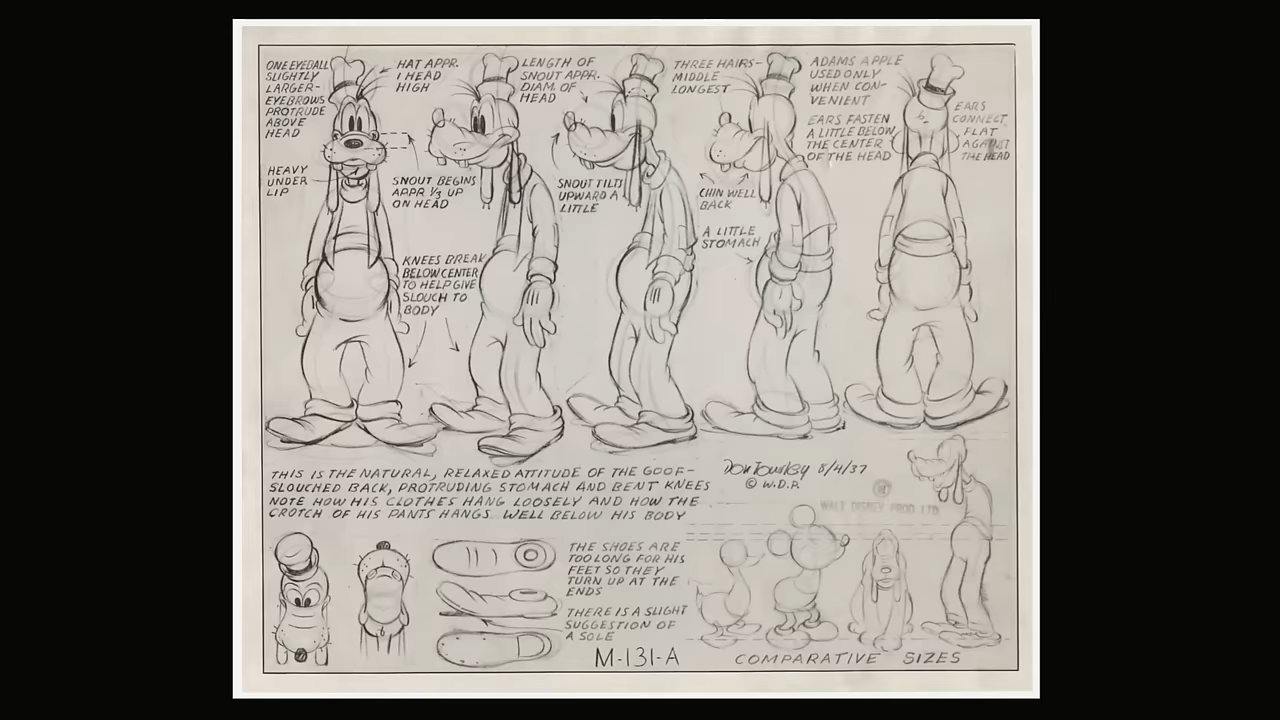 ONE EYEBALL
SLIGHTLY
LARGER-
EYEBROWS
PROTRUDE
ABOVE
HEAD
HAT APPR.
1 HEAD
HIGH
LENGTH OF
SNOUT APPR.
DIAM. OF
HEAD
THREE HAIRS-
MIDDLE
LONGEST
ADAMS APPLE
USED ONLY
WHEN CON-
VENIENT
EARS FASTEN
A LITTLE BELOW
THE CENTER
OF THE HEAD
EARS
CONNECT
FLAT
AGAINST
THE HEAD
HEAVY
UNDER
LIP
SNOUT BEGINS
APPR 1/3 UP
ON HEAD
SNOUT TILTS
UPWARD A
LITTLE
CHIN WELL
BACK
A LITTLE
STOMACH
KNEES BREAK
BELOW CENTER
TO HELP GIVE
SLOUCH TO
BODY
THIS IS THE NATURAL, RELAXED ATTITUDE OF THE GOOF-
SLOUCHED BACK, PROTRUDING STOMACH AND BENT KNEES
NOTE HOW HIS CLOTHES HANG LOOSELY AND HOW THE
CROTCH OF HIS PANTS HANGS WELL BELOW HIS BODY
Don Towsley 8/4/37
© W.D.P.
WALT DISNEY PROD. LTD.
THE SHOES ARE
TOO LONG FOR HIS
FEET SO THEY
TURN UP AT THE
ENDS
THERE IS A SLIGHT
SUGGESTION OF
A SOLE
M-131-A
COMPARATIVE SIZES